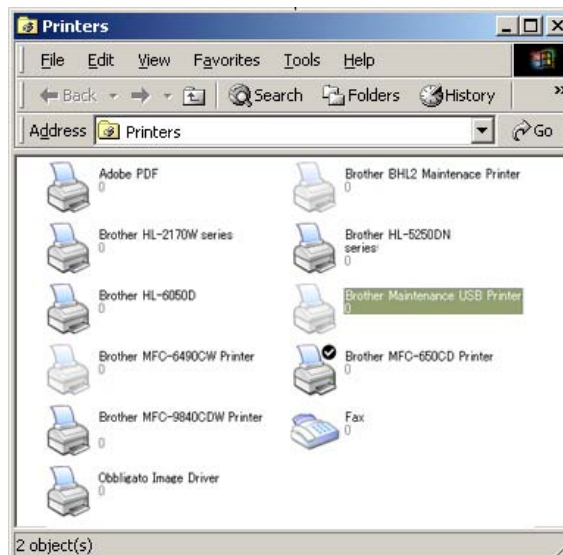 Printers
File Edit View Favorites Tools Help
Back Search Folders History »
Address Printers Go
Adobe PDF
0
Brother BHL2 Maintenace Printer
0
Brother HL-2170W series
0
Brother HL-5250DN
series
0
Brother HL-6050D
0
Brother Maintenance USB Printer
0
Brother MFC-6490CW Printer
0
Brother MFC-650CD Printer
0
Brother MFC-9840CDW Printer
0
Fax
0
Obbligato Image Driver
0
2 object(s)